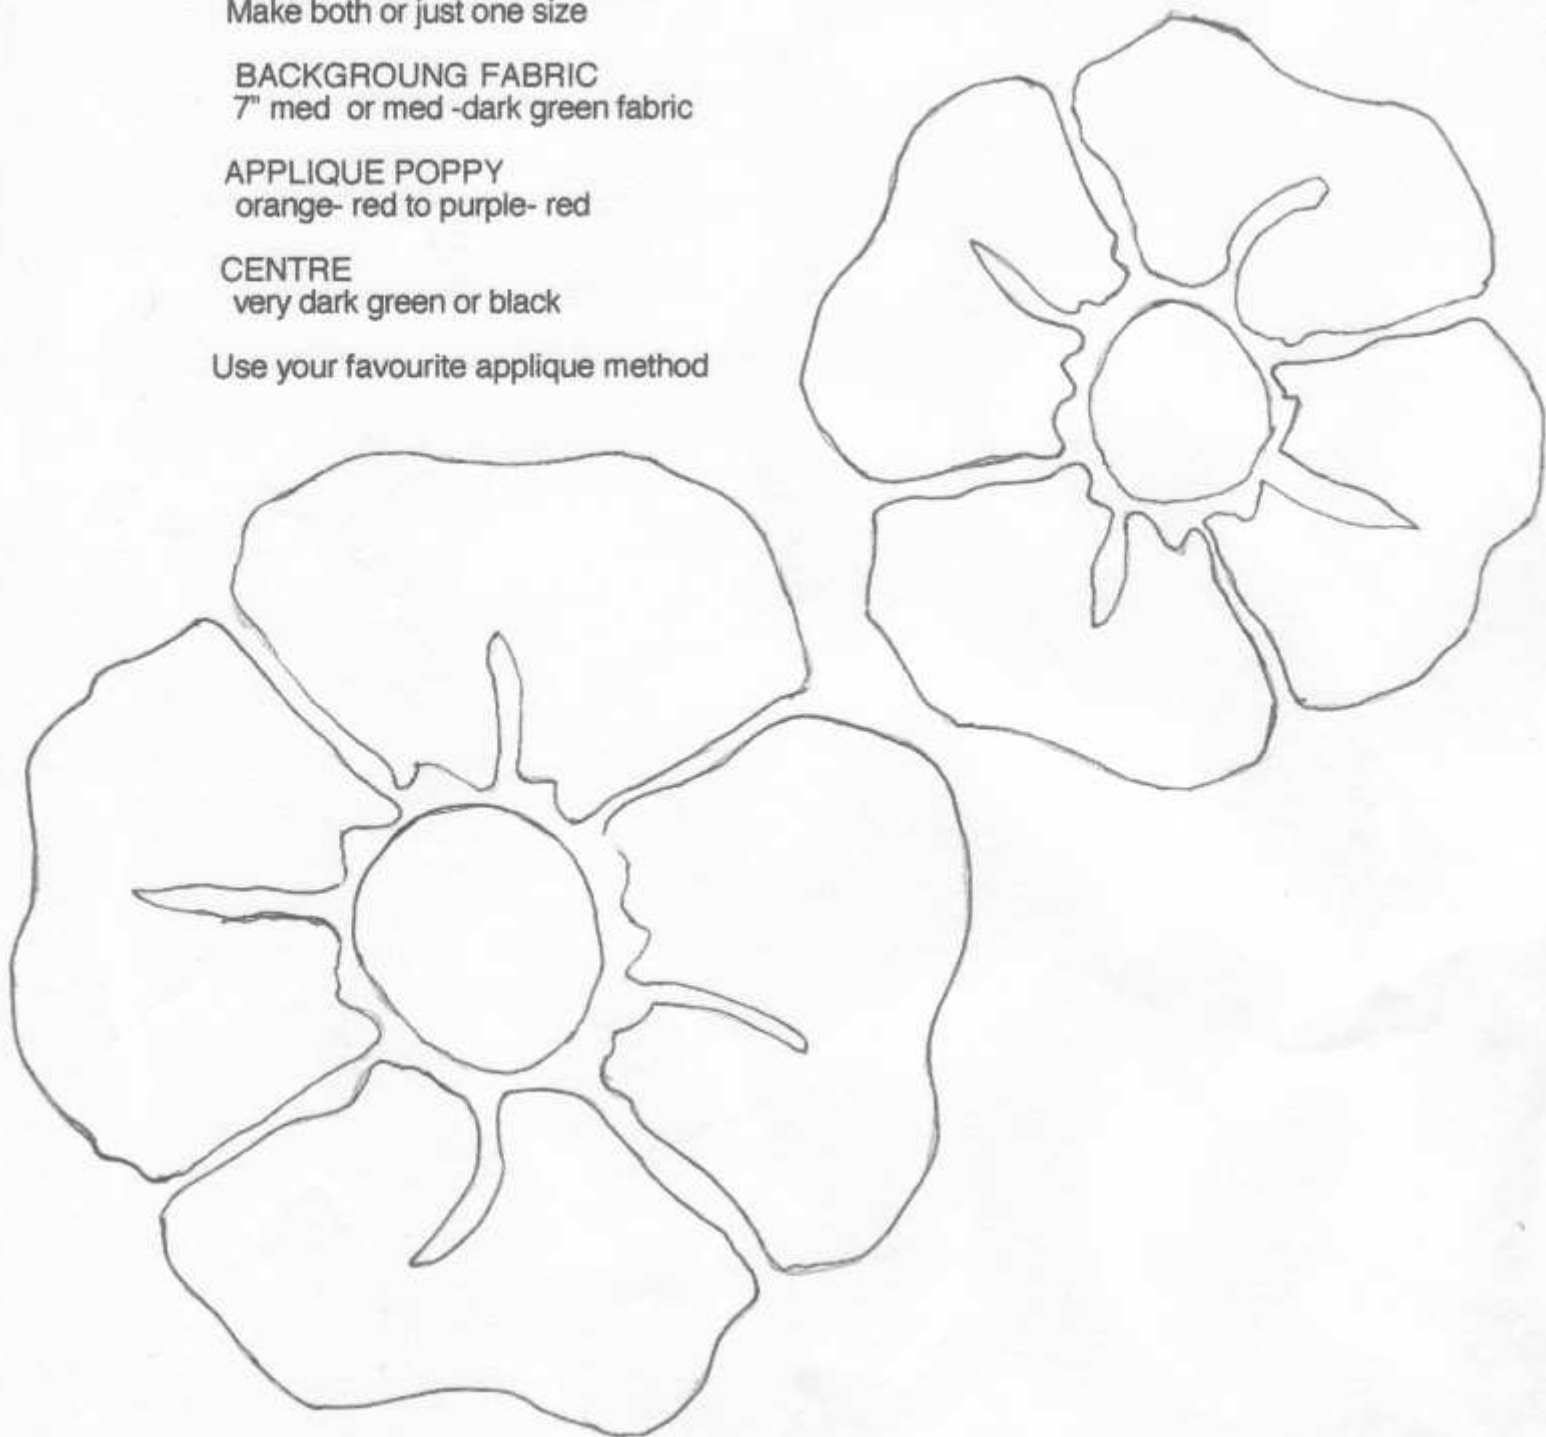 Make both or just one size
BACKGROUNG FABRIC
7" med or med -dark green fabric
APPLIQUE POPPY
orange- red to purple- red
CENTRE
very dark green or black
Use your favourite applique method